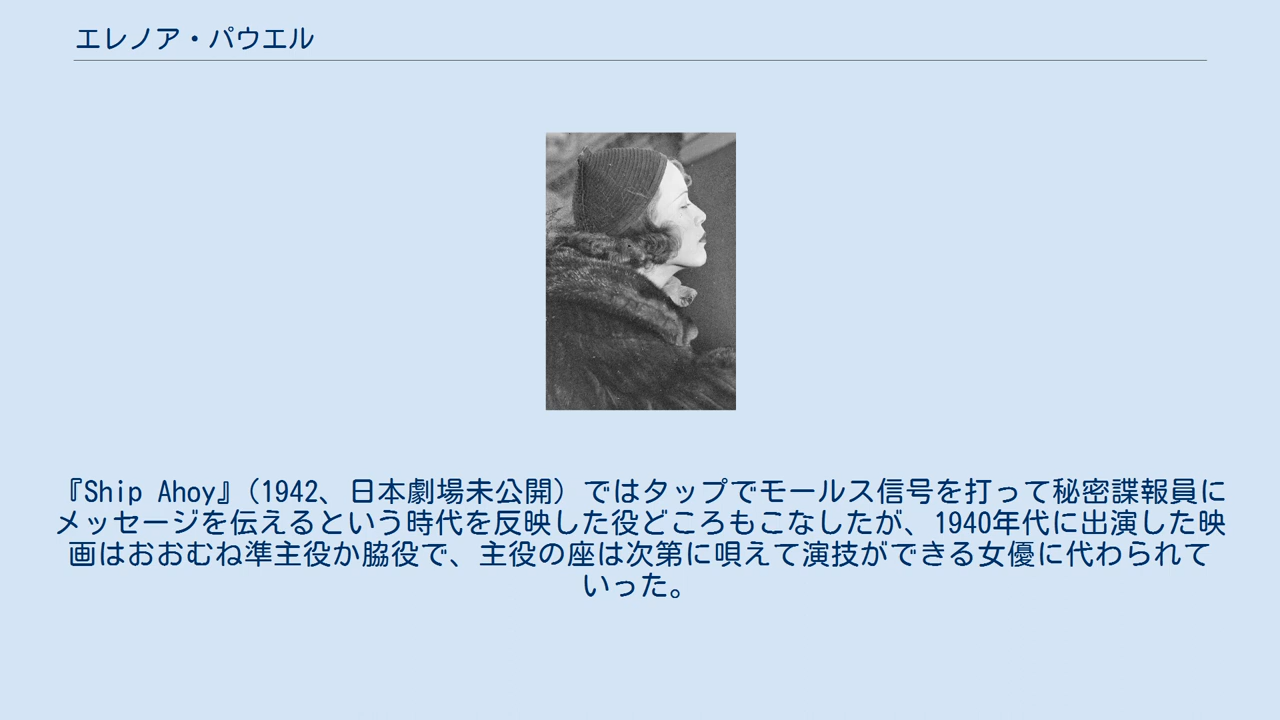 エレノア・パウエル
『Ship Ahoy』（1942、日本劇場未公開）ではタップでモールス信号を打って秘密諜報員に
メッセージを伝えるという時代を反映した役どころもこなしたが、1940年代に出演した映
画はおおむね準主役か脇役で、主役の座は次第に唄えて演技ができる女優に代わられて
いった。